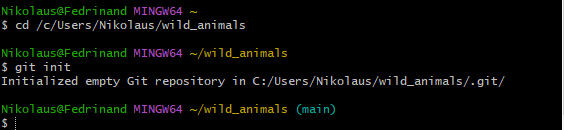 Nikolaus@Fedrinand MINGW64 ~
$ cd /c/Users/Nikolaus/wild_animals
Nikolaus@Fedrinand MINGW64 ~/wild_animals
$ git init
Initialized empty Git repository in C:/Users/Nikolaus/wild_animals/.git/
Nikolaus@Fedrinand MINGW64 ~/wild_animals (main)
$